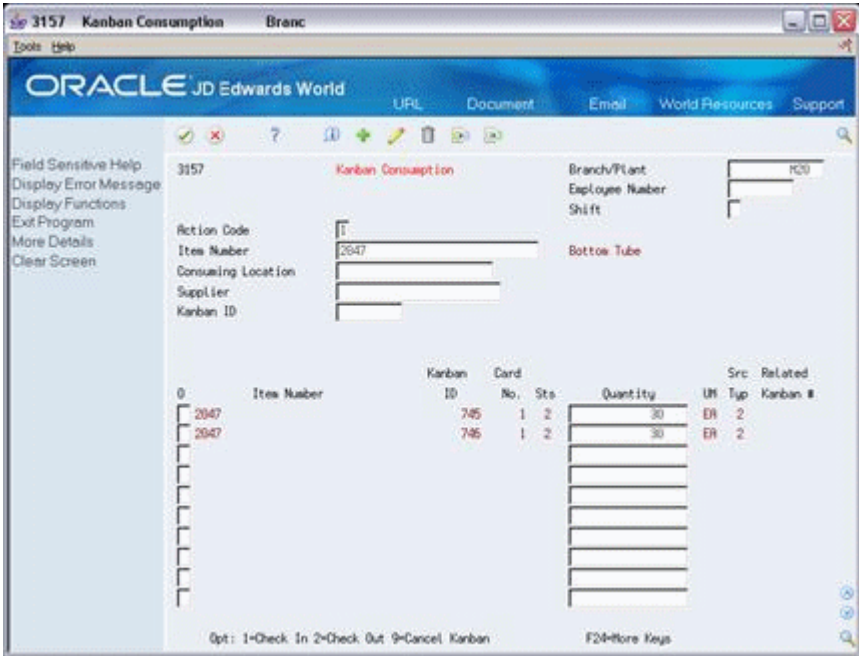 3157 Kanban Consumption Branc
Tools Help
ORACLE JD Edwards World
URL Document Email World Resources Support
Field Sensitive Help
Display Error Message
Display Functions
Exit Program
More Details
Clear Screen
3157 Kanban Consumption Branch/Plant M20
Employee Number
Shift
Action Code I
Item Number 2047 Bottom Tube
Consuming Location
Supplier
Kanban ID
Kanban Card Src Related
O Item Number ID No. Sts Quantity UM Typ Kanban #
2047 745 1 2 30 EA 2
2047 746 1 2 30 EA 2
Opt: 1=Check In 2=Check Out 9=Cancel Kanban F24=More Keys